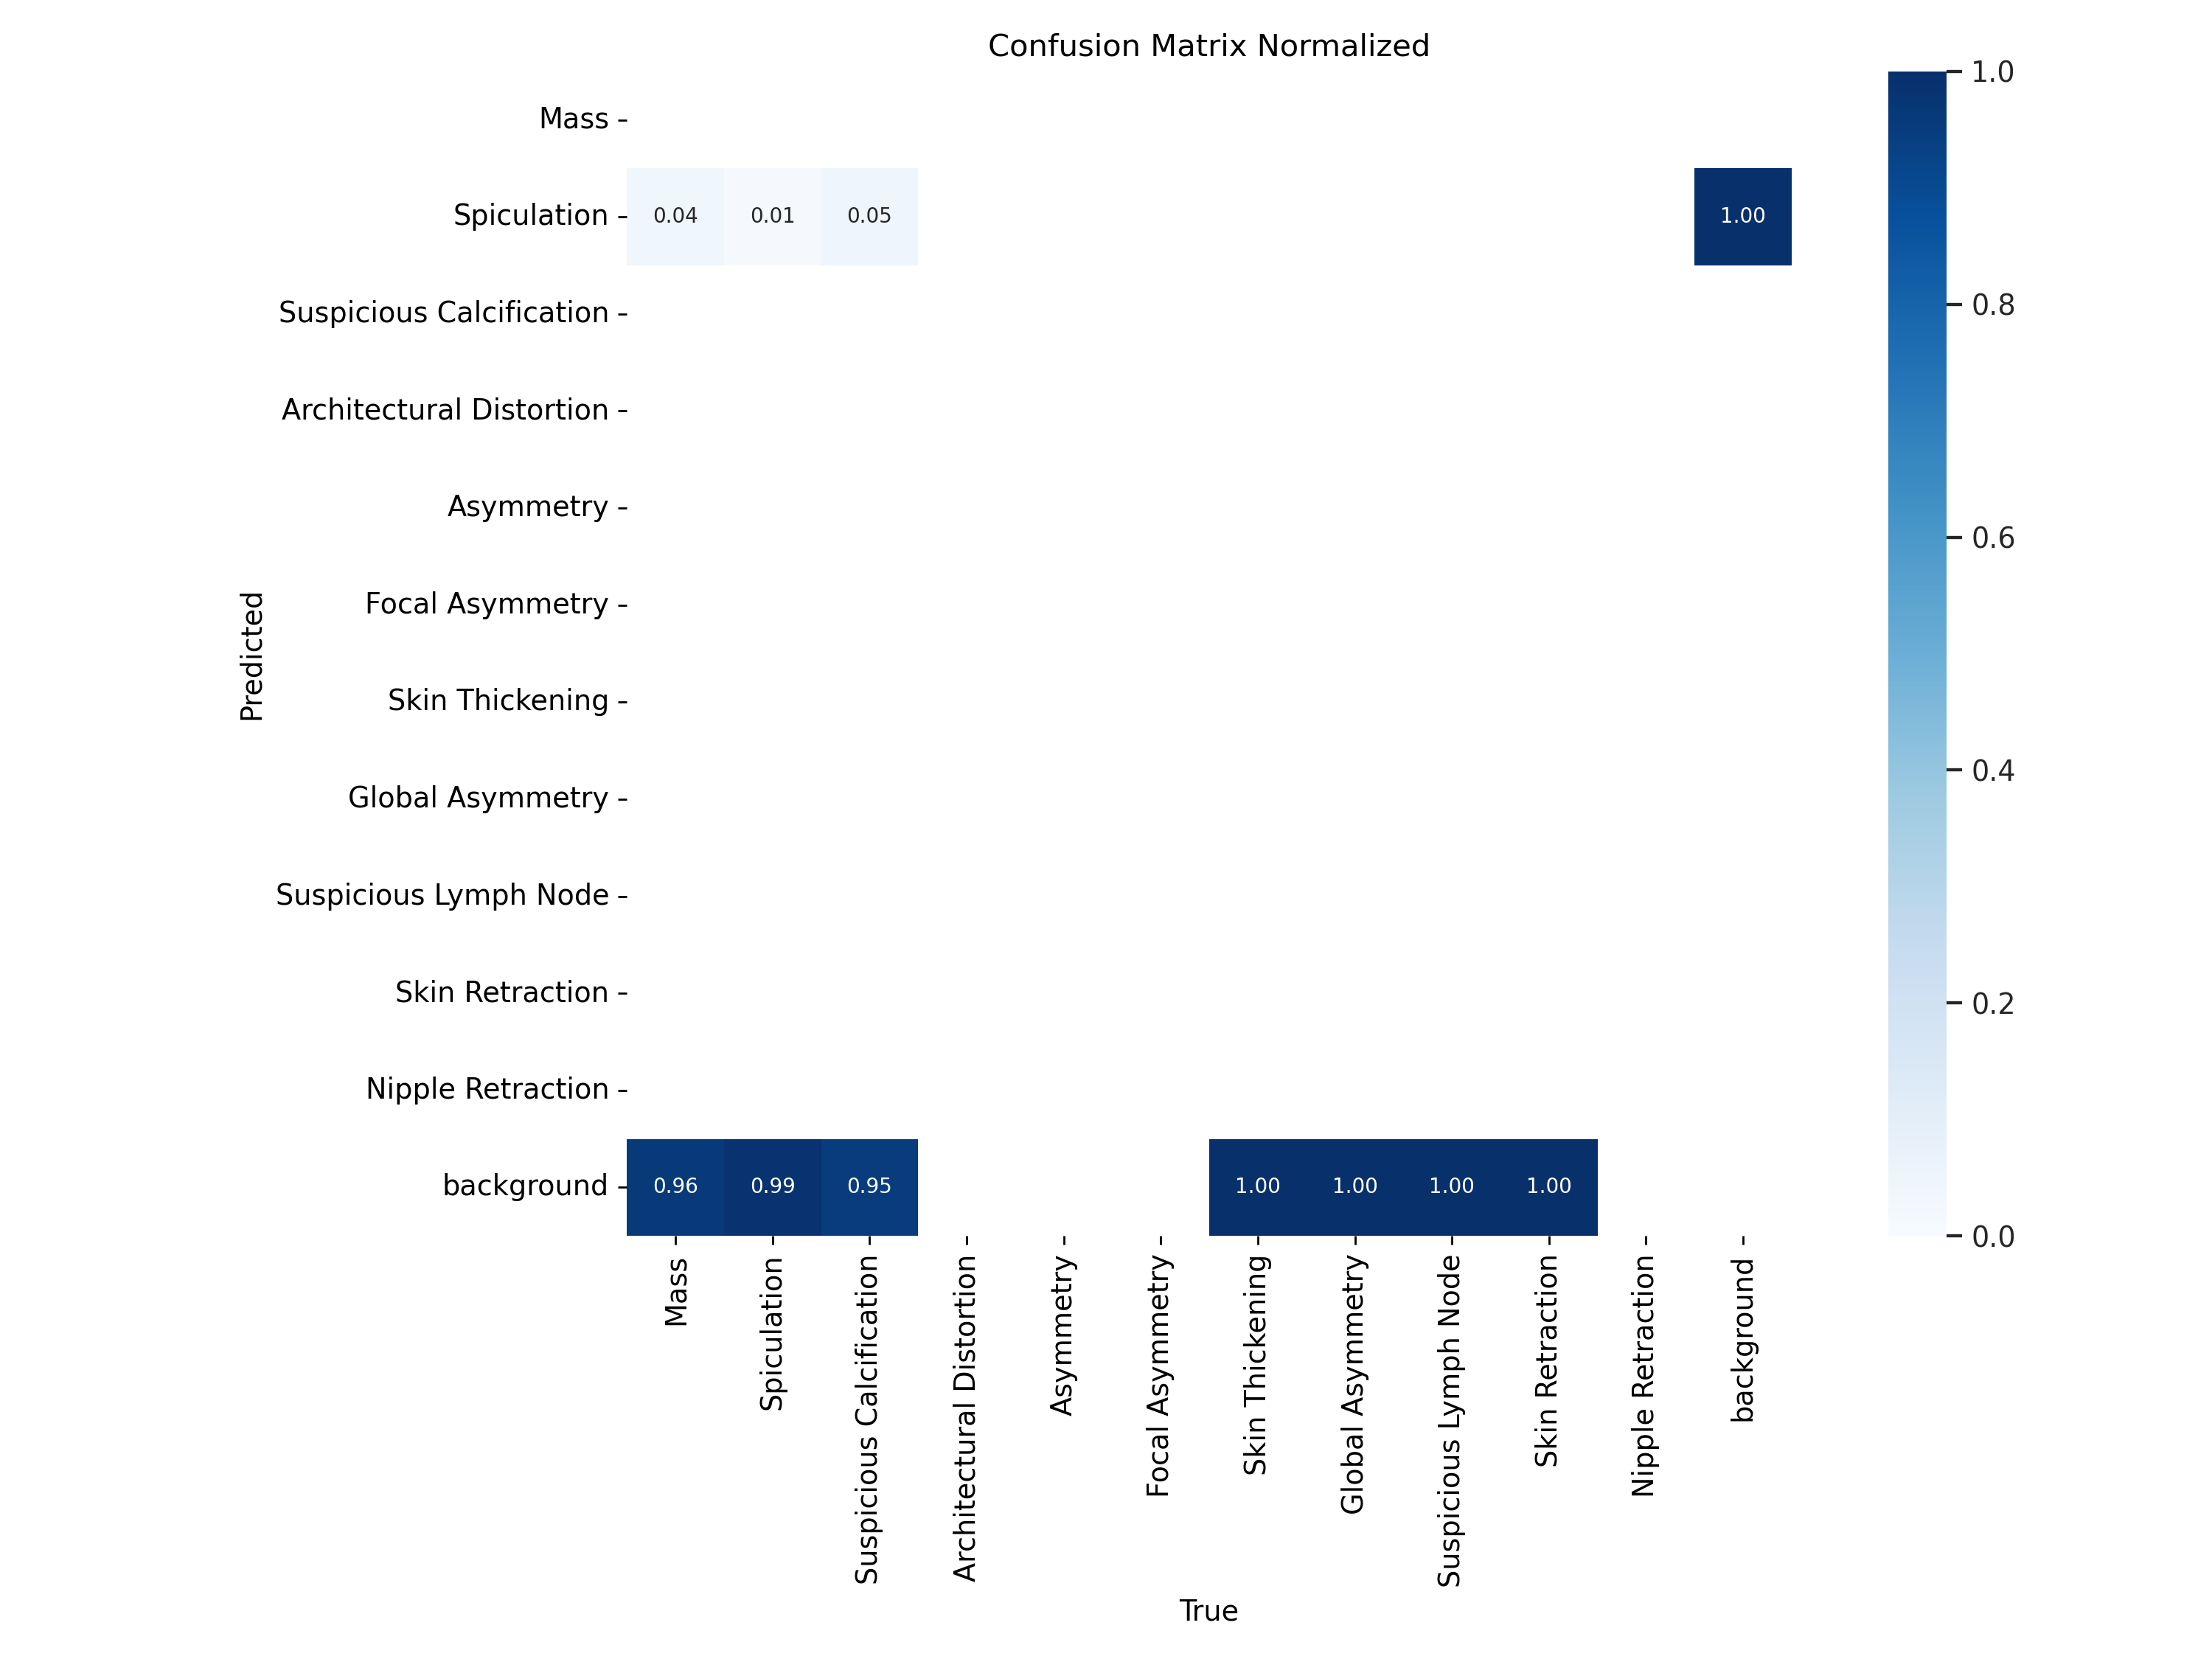 Confusion Matrix Normalized
Mass
Spiculation
Suspicious Calcification
Architectural Distortion
Asymmetry
Focal Asymmetry
Skin Thickening
Global Asymmetry
Suspicious Lymph Node
Skin Retraction
Nipple Retraction
background
Predicted
0.04 0.01 0.05 1.00
0.96 0.99 0.95 1.00 1.00 1.00 1.00
Mass
Spiculation
Suspicious Calcification
Architectural Distortion
Asymmetry
Focal Asymmetry
Skin Thickening
Global Asymmetry
Suspicious Lymph Node
Skin Retraction
Nipple Retraction
background
True
1.0
0.8
0.6
0.4
0.2
0.0